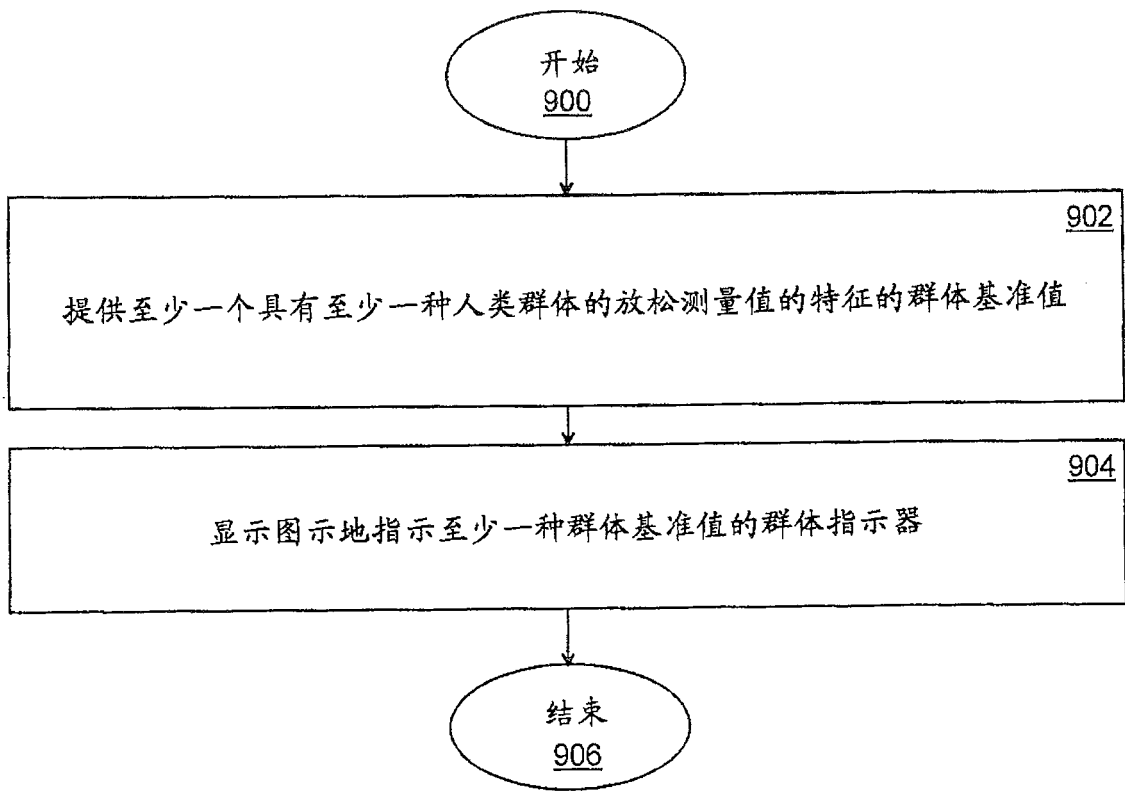 开始
900
902
提供至少一个具有至少一种人类群体的放松测量值的特征的群体基准值
904
显示图示地指示至少一种群体基准值的群体指示器
结束
906